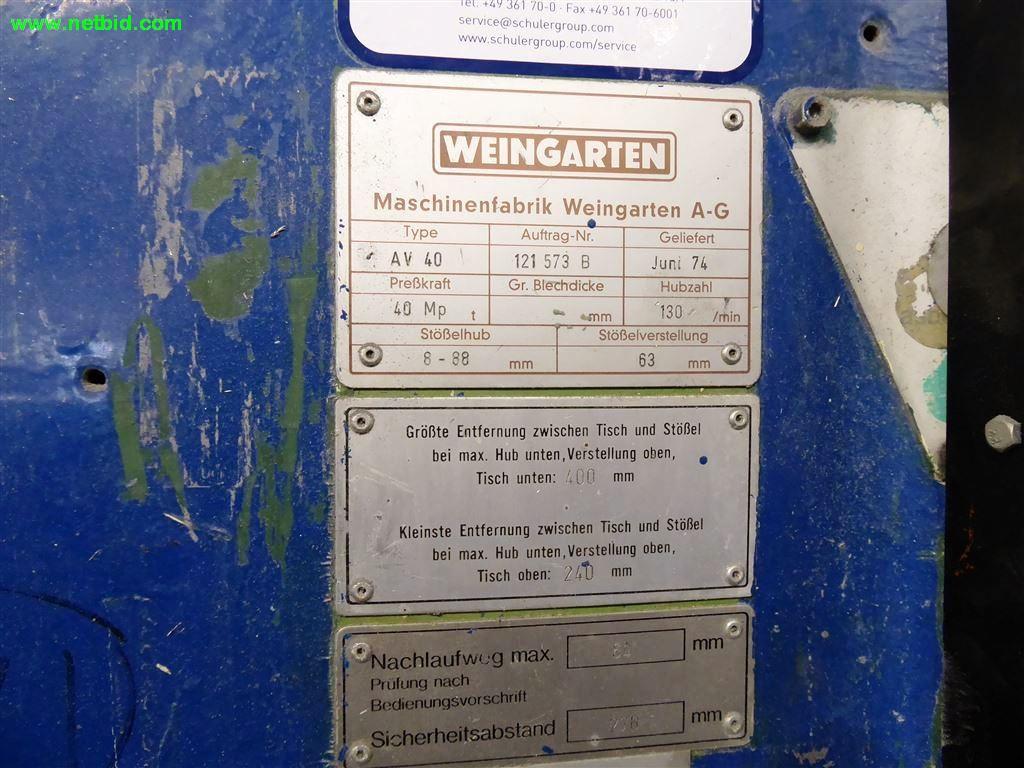 www.netbid.com
Tel. +49 361 70-0 · Fax +49 361 70-6001
service@schulergroup.com
www.schulergroup.com/service
WEINGARTEN
Maschinenfabrik Weingarten A-G
Type Auftrag-Nr. Geliefert
AV 40 121 573 B Juni 74
Preßkraft Gr. Blechdicke Hubzahl
40 Mp t mm 130 /min
Stößelhub Stößelverstellung
8-88 mm 63 mm
Größte Entfernung zwischen Tisch und Stößel
bei max. Hub unten, Verstellung oben,
Tisch unten: 400 mm
Kleinste Entfernung zwischen Tisch und Stößel
bei max. Hub unten, Verstellung oben,
Tisch oben: 240 mm
Nachlaufweg max. mm
Prüfung nach
Bedienungsvorschrift
Sicherheitsabstand mm